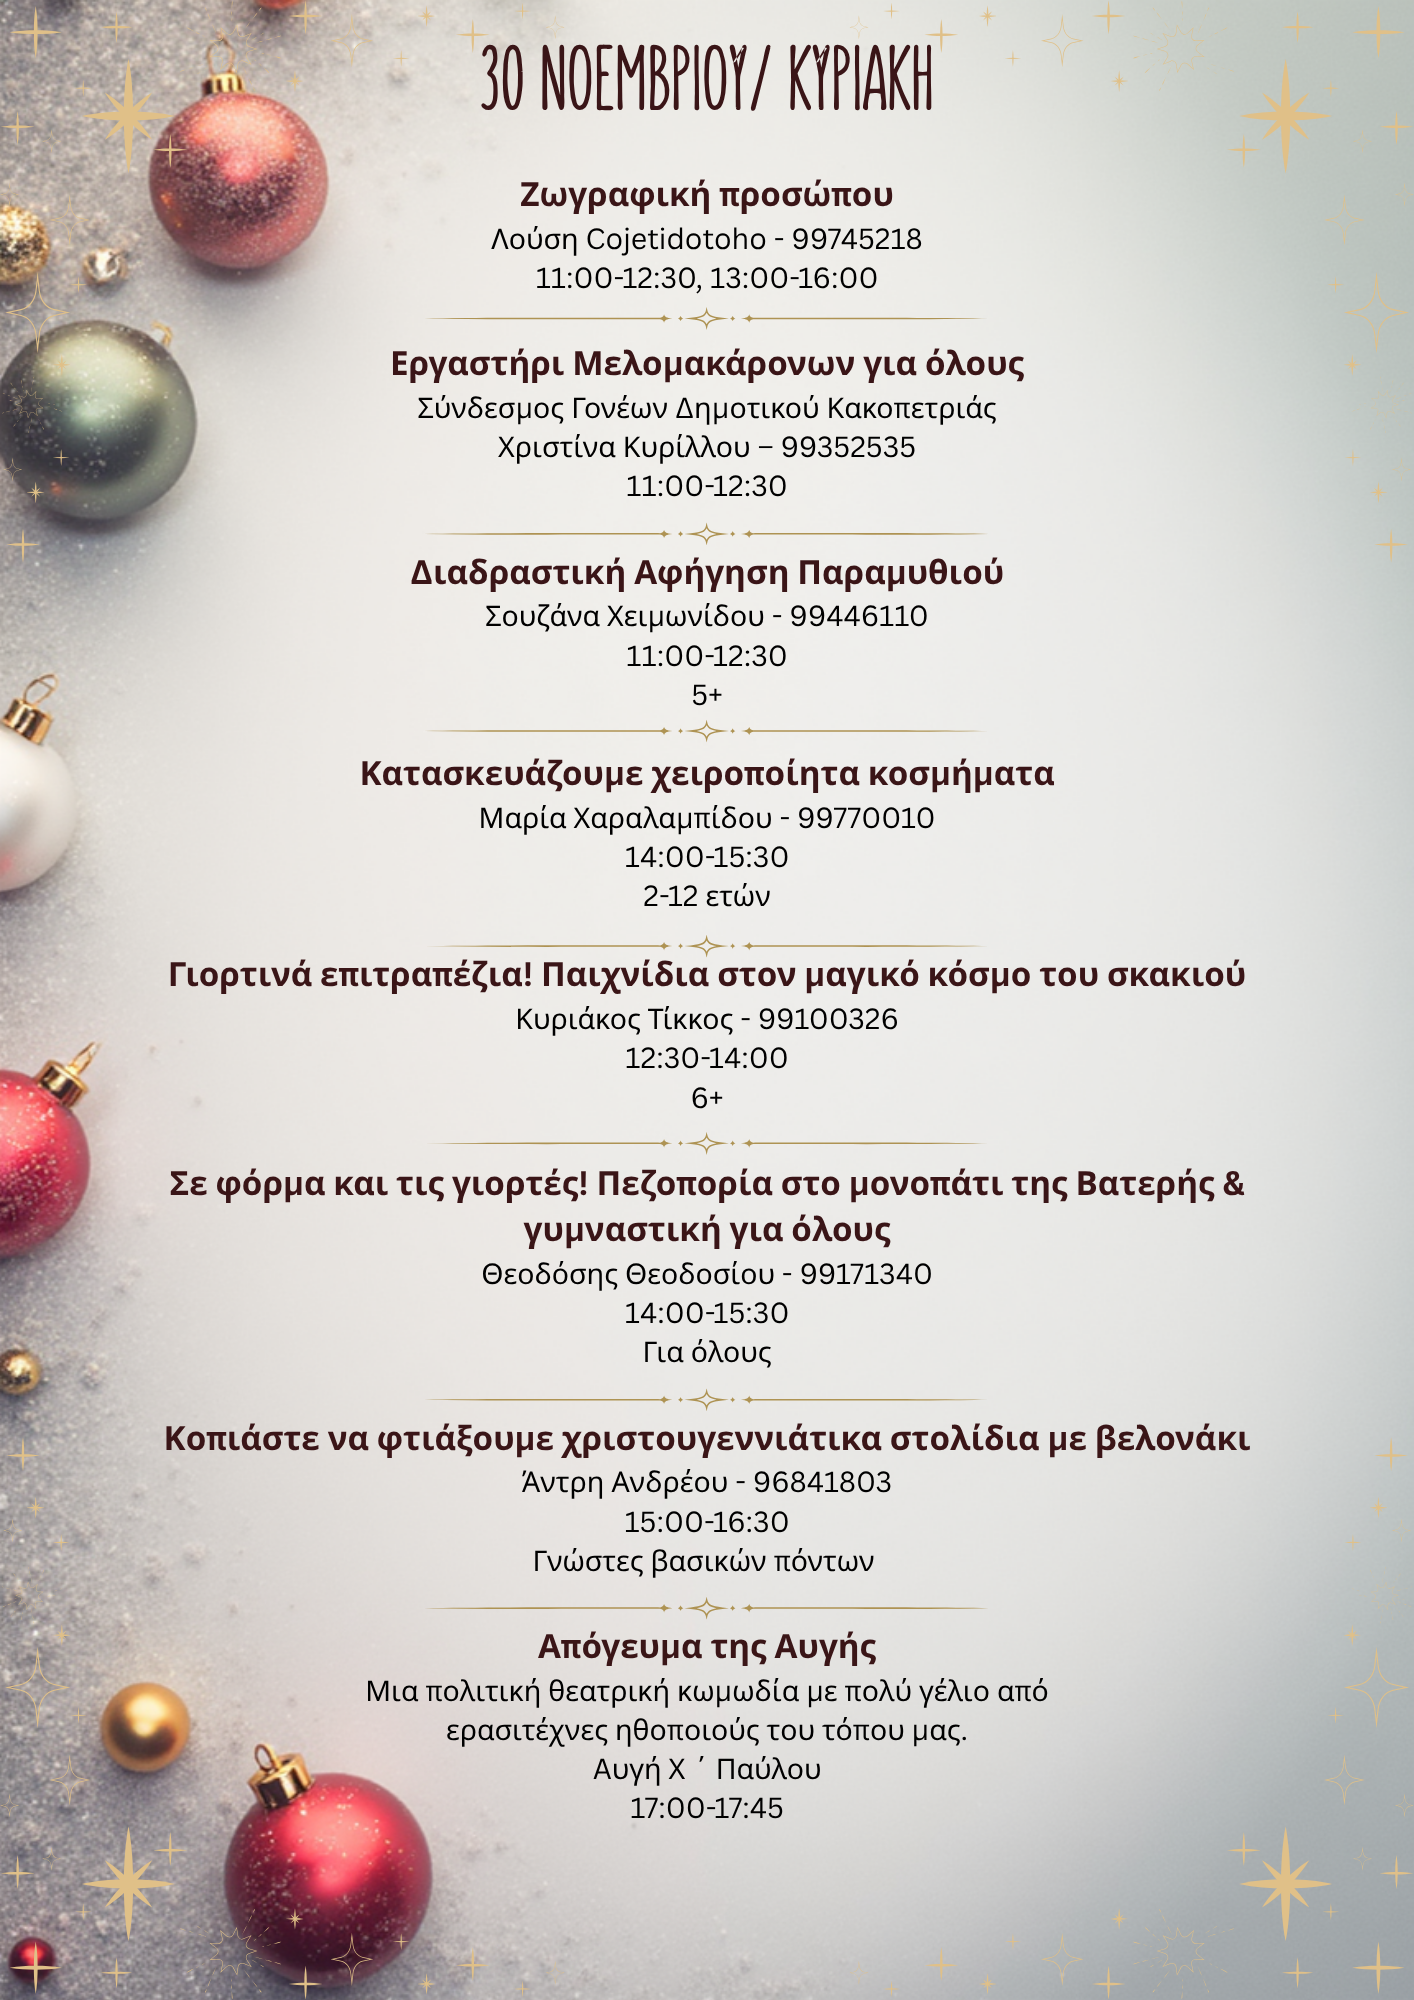 30 ΝΟΕΜΒΡΙΟΥ/ ΚΥΡΙΑΚΗ
Ζωγραφική προσώπου
Λούση Cojetidotoho - 99745218
11:00-12:30, 13:00-16:00
Εργαστήρι Μελομακάρονων για όλους
Σύνδεσμος Γονέων Δημοτικού Κακοπετριάς
Χριστίνα Κυρίλλου – 99352535
11:00-12:30
Διαδραστική Αφήγηση Παραμυθιού
Σουζάνα Χειμωνίδου - 99446110
11:00-12:30
5+
Κατασκευάζουμε χειροποίητα κοσμήματα
Μαρία Χαραλαμπίδου - 99770010
14:00-15:30
2-12 ετών
Γιορτινά επιτραπέζια! Παιχνίδια στον μαγικό κόσμο του σκακιού
Κυριάκος Τίκκος - 99100326
12:30-14:00
6+
Σε φόρμα και τις γιορτές! Πεζοπορία στο μονοπάτι της Βατερής &
γυμναστική για όλους
Θεοδόσης Θεοδοσίου - 99171340
14:00-15:30
Για όλους
Κοπιάστε να φτιάξουμε χριστουγεννιάτικα στολίδια με βελονάκι
Άντρη Ανδρέου - 96841803
15:00-16:30
Γνώστες βασικών πόντων
Απόγευμα της Αυγής
Μια πολιτική θεατρική κωμωδία με πολύ γέλιο από
ερασιτέχνες ηθοποιούς του τόπου μας.
Αυγή Χ ΄ Παύλου
17:00-17:45